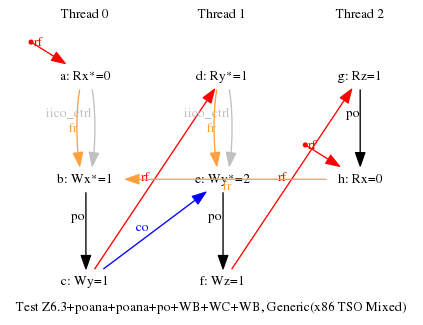 Thread 0 Thread 1 Thread 2
rf
a: Rx*=0 d: Ry*=1 g: Rz=1
iico_ctrl iico_ctrl po
fr fr
rf
b: Wx*=1 rf e: Wy*=2 rf h: Rx=0
fr
po po
co
c: Wy=1 f: Wz=1
Test Z6.3+poana+poana+po+WB+WC+WB, Generic(x86 TSO Mixed)